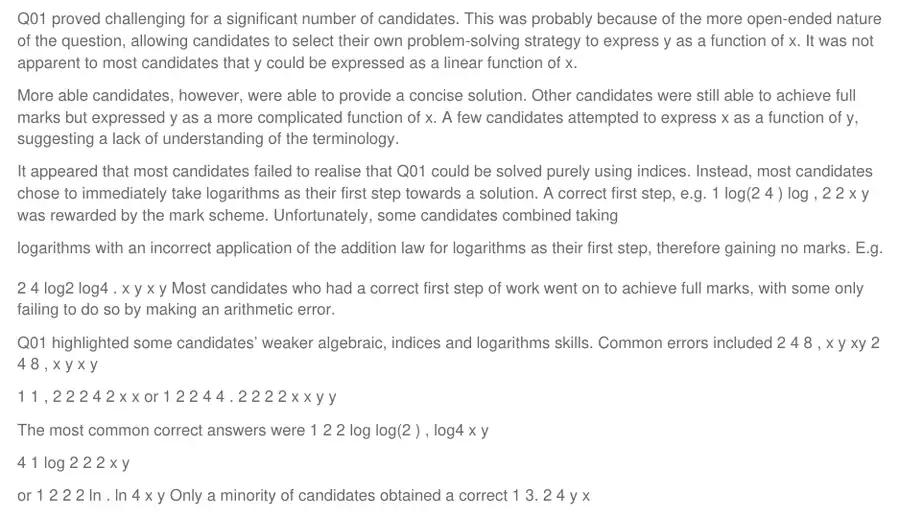 Q01 proved challenging for a significant number of candidates. This was probably because of the more open-ended nature
of the question, allowing candidates to select their own problem-solving strategy to express y as a function of x. It was not
apparent to most candidates that y could be expressed as a linear function of x.
More able candidates, however, were able to provide a concise solution. Other candidates were still able to achieve full
marks but expressed y as a more complicated function of x. A few candidates attempted to express x as a function of y,
suggesting a lack of understanding of the terminology.
It appeared that most candidates failed to realise that Q01 could be solved purely using indices. Instead, most candidates
chose to immediately take logarithms as their first step towards a solution. A correct first step, e.g. 1 log(2 4 ) log , 2 2 x y
was rewarded by the mark scheme. Unfortunately, some candidates combined taking
logarithms with an incorrect application of the addition law for logarithms as their first step, therefore gaining no marks. E.g.
2 4 log2 log4 . x y x y Most candidates who had a correct first step of work went on to achieve full marks, with some only
failing to do so by making an arithmetic error.
Q01 highlighted some candidates’ weaker algebraic, indices and logarithms skills. Common errors included 2 4 8 , x y xy 2
4 8 , x y x y
1 1 , 2 2 2 4 2 x x or 1 2 2 4 4 . 2 2 2 2 x x y y
The most common correct answers were 1 2 2 log log(2 ) , log4 x y
4 1 log 2 2 2 x y
or 1 2 2 2 ln . ln 4 x y Only a minority of candidates obtained a correct 1 3. 2 4 y x